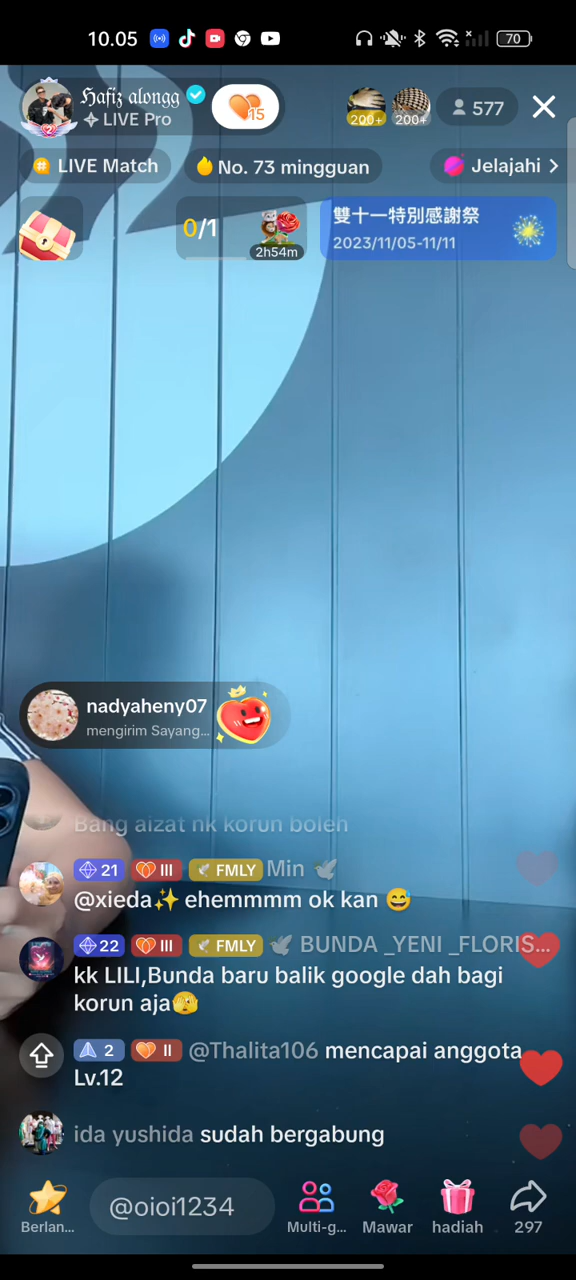 10.05
70
Hafiz alongg
LIVE Pro
15
200+
200+
577
LIVE Match
No. 73 mingguan
Jelajahi
0/1
2h54m
雙十一特別感謝祭
2023/11/05-11/11
nadyaheny07
mengirim Sayang...
Bang aizat nk korun boleh
21 III FMLY Min
@xieda✨ ehemmmm ok kan 😅
22 III FMLY 🕊 BUNDA _YENI _FLORIS...
kk LILI,Bunda baru balik google dah bagi
korun aja🫣
2 II @Thalita106 mencapai anggota
Lv.12
ida yushida sudah bergabung
Berlan...
@oioi1234
Multi-g...
Mawar
hadiah
297